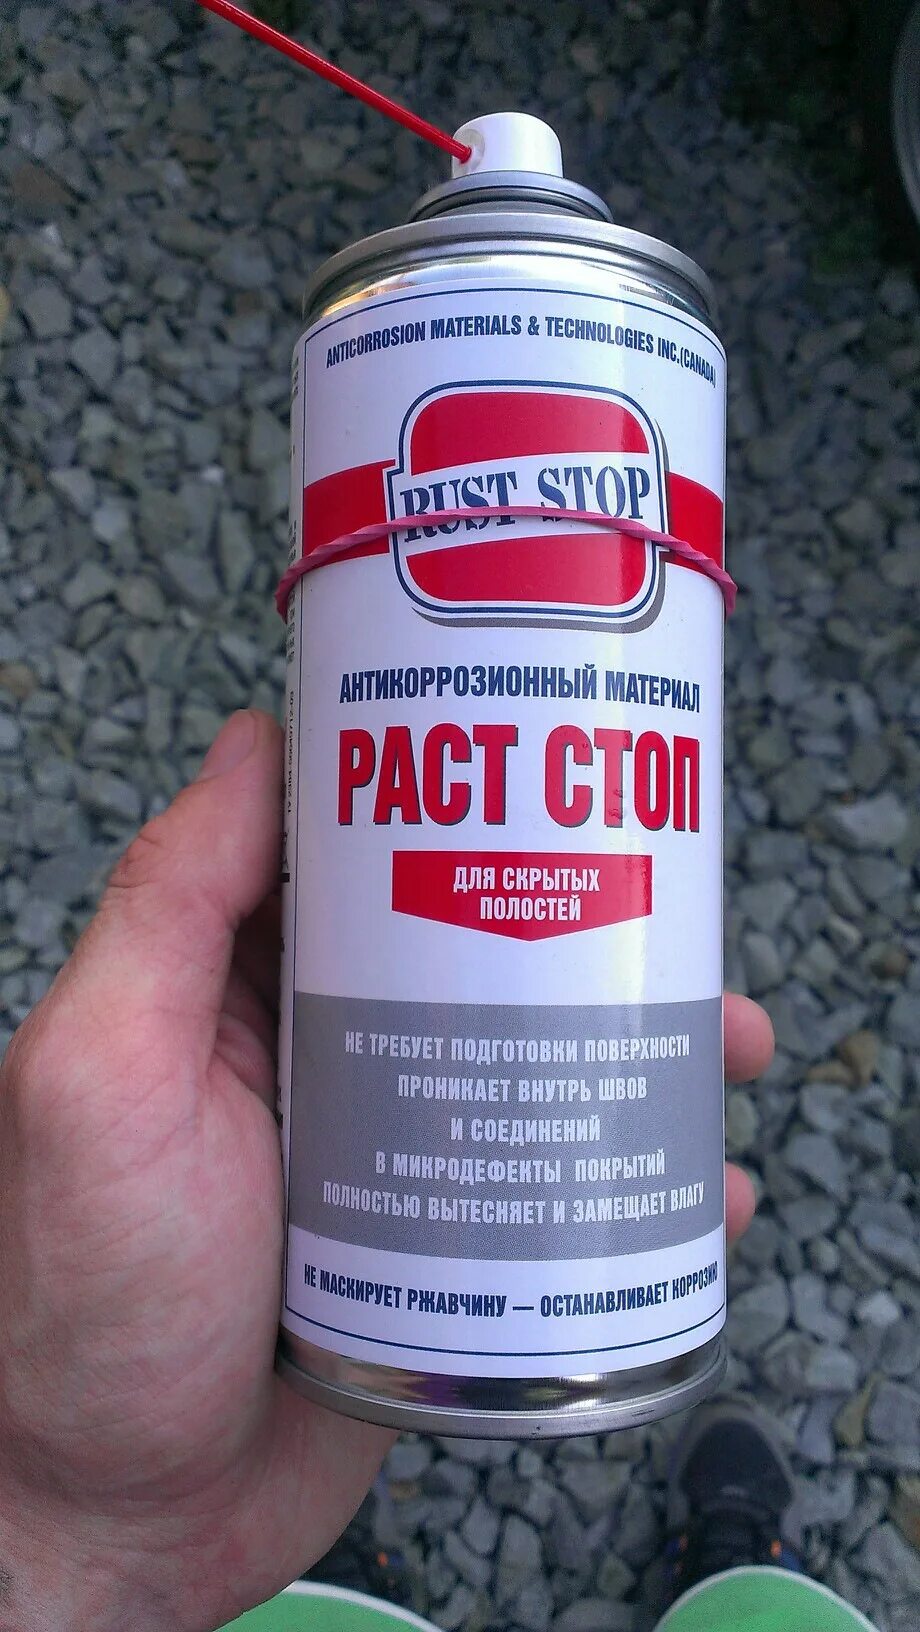 ANTICORROSION MATERIALS & TECHNOLOGIES INC.(CANADA)
RUST STOP
АНТИКОРРОЗИОННЫЙ МАТЕРИАЛ
РАСТ СТОП
ДЛЯ СКРЫТЫХ
ПОЛОСТЕЙ
НЕ ТРЕБУЕТ ПОДГОТОВКИ ПОВЕРХНОСТИ
ПРОНИКАЕТ ВНУТРЬ ШВОВ
И СОЕДИНЕНИЙ
В МИКРОДЕФЕКТЫ ПОКРЫТИЙ
ПОЛНОСТЬЮ ВЫТЕСНЯЕТ И ЗАМЕЩАЕТ ВЛАГУ
НЕ МАСКИРУЕТ РЖАВЧИНУ — ОСТАНАВЛИВАЕТ КОРРОЗИЮ